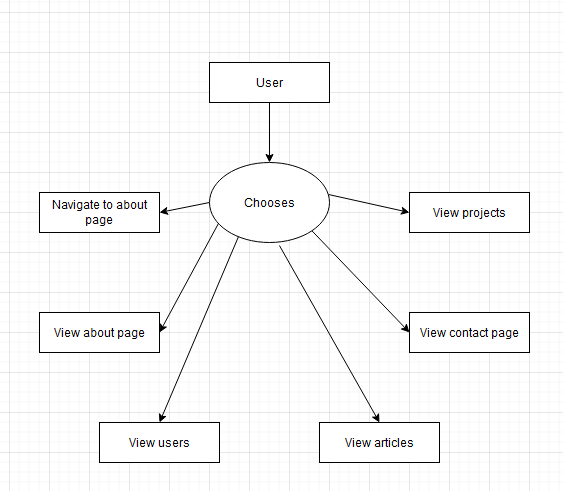 User
Chooses
Navigate to about
page
View projects
View about page
View contact page
View users
View articles